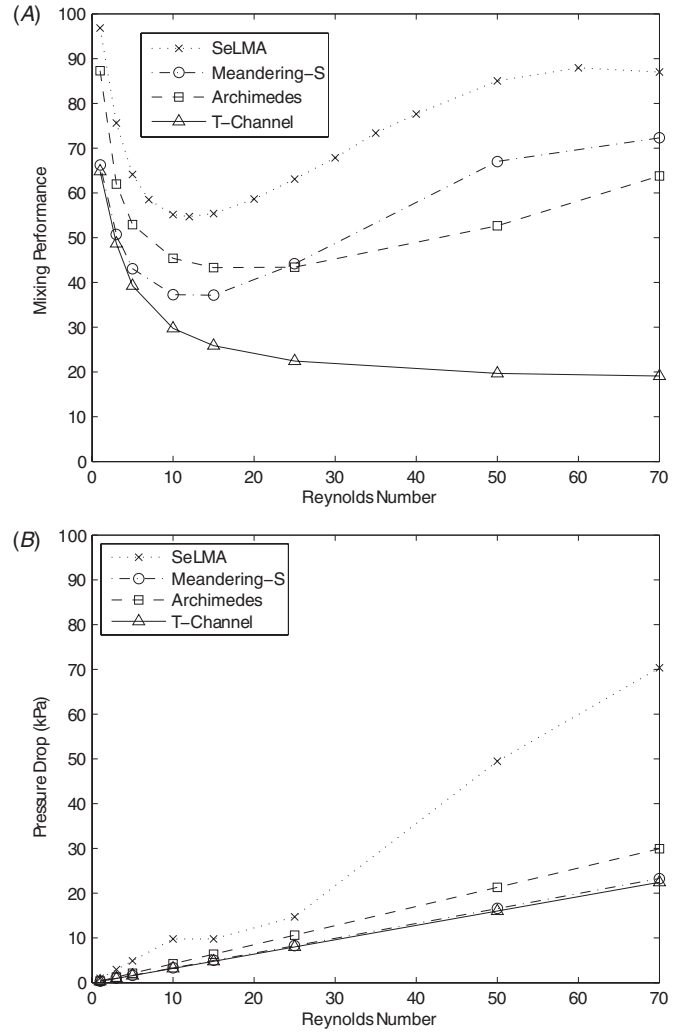 (A)
100
90
80
70
60
50
40
30
20
10
0
Mixing Performance
SeLMA
Meandering-S
Archimedes
T-Channel
0 10 20 30 40 50 60 70
Reynolds Number
(B)
100
90
80
70
60
50
40
30
20
10
0
Pressure Drop (kPa)
SeLMA
Meandering-S
Archimedes
T-Channel
0 10 20 30 40 50 60 70
Reynolds Number